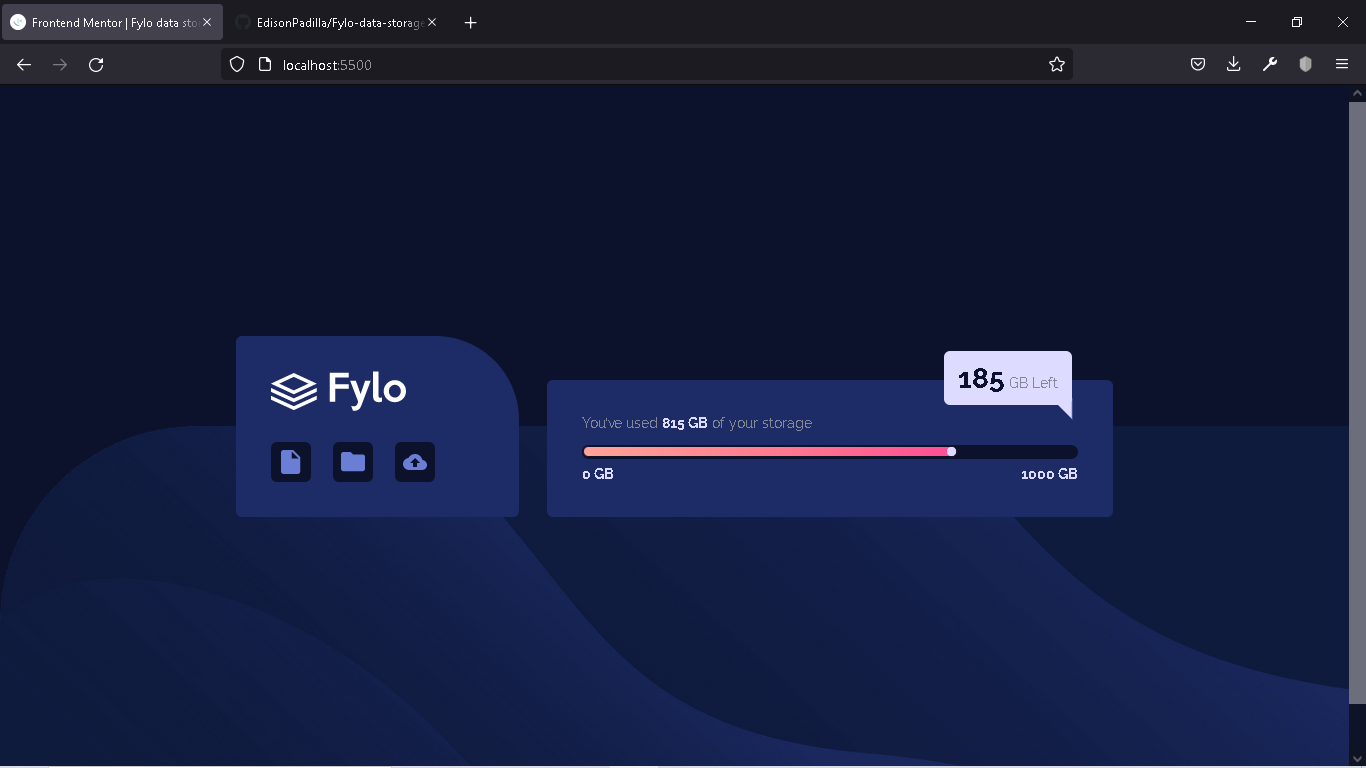 Frontend Mentor | Fylo data sto
EdisonPadilla/Fylo-data-storage
localhost:5500
Fylo
185 GB Left
You've used 815 GB of your storage
0 GB
1000 GB